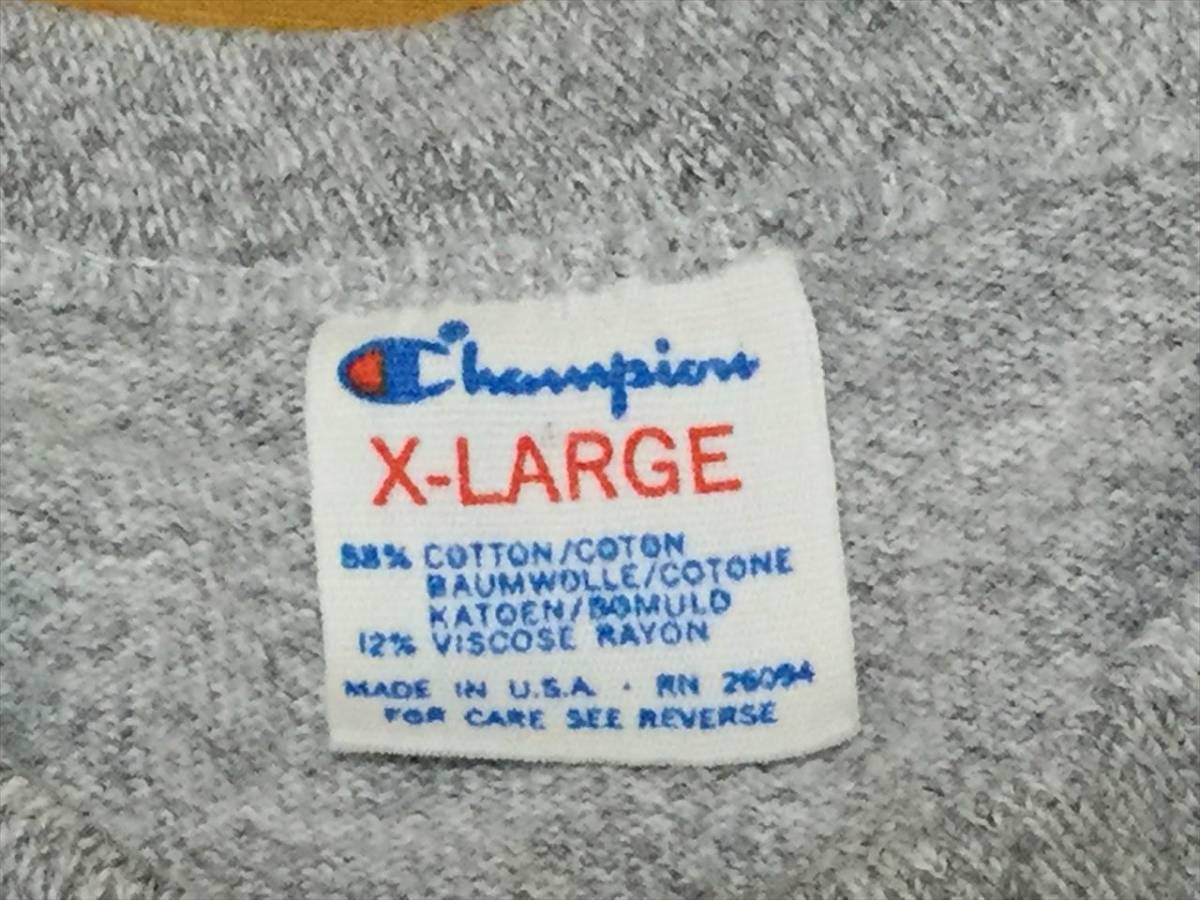 Champion
X-LARGE
88% COTTON/COTON
BAUMWOLLE/COTONE
KATOEN/BOMULD
12% VISCOSE RAYON
MADE IN U.S.A. · RN 26094
FOR CARE SEE REVERSE